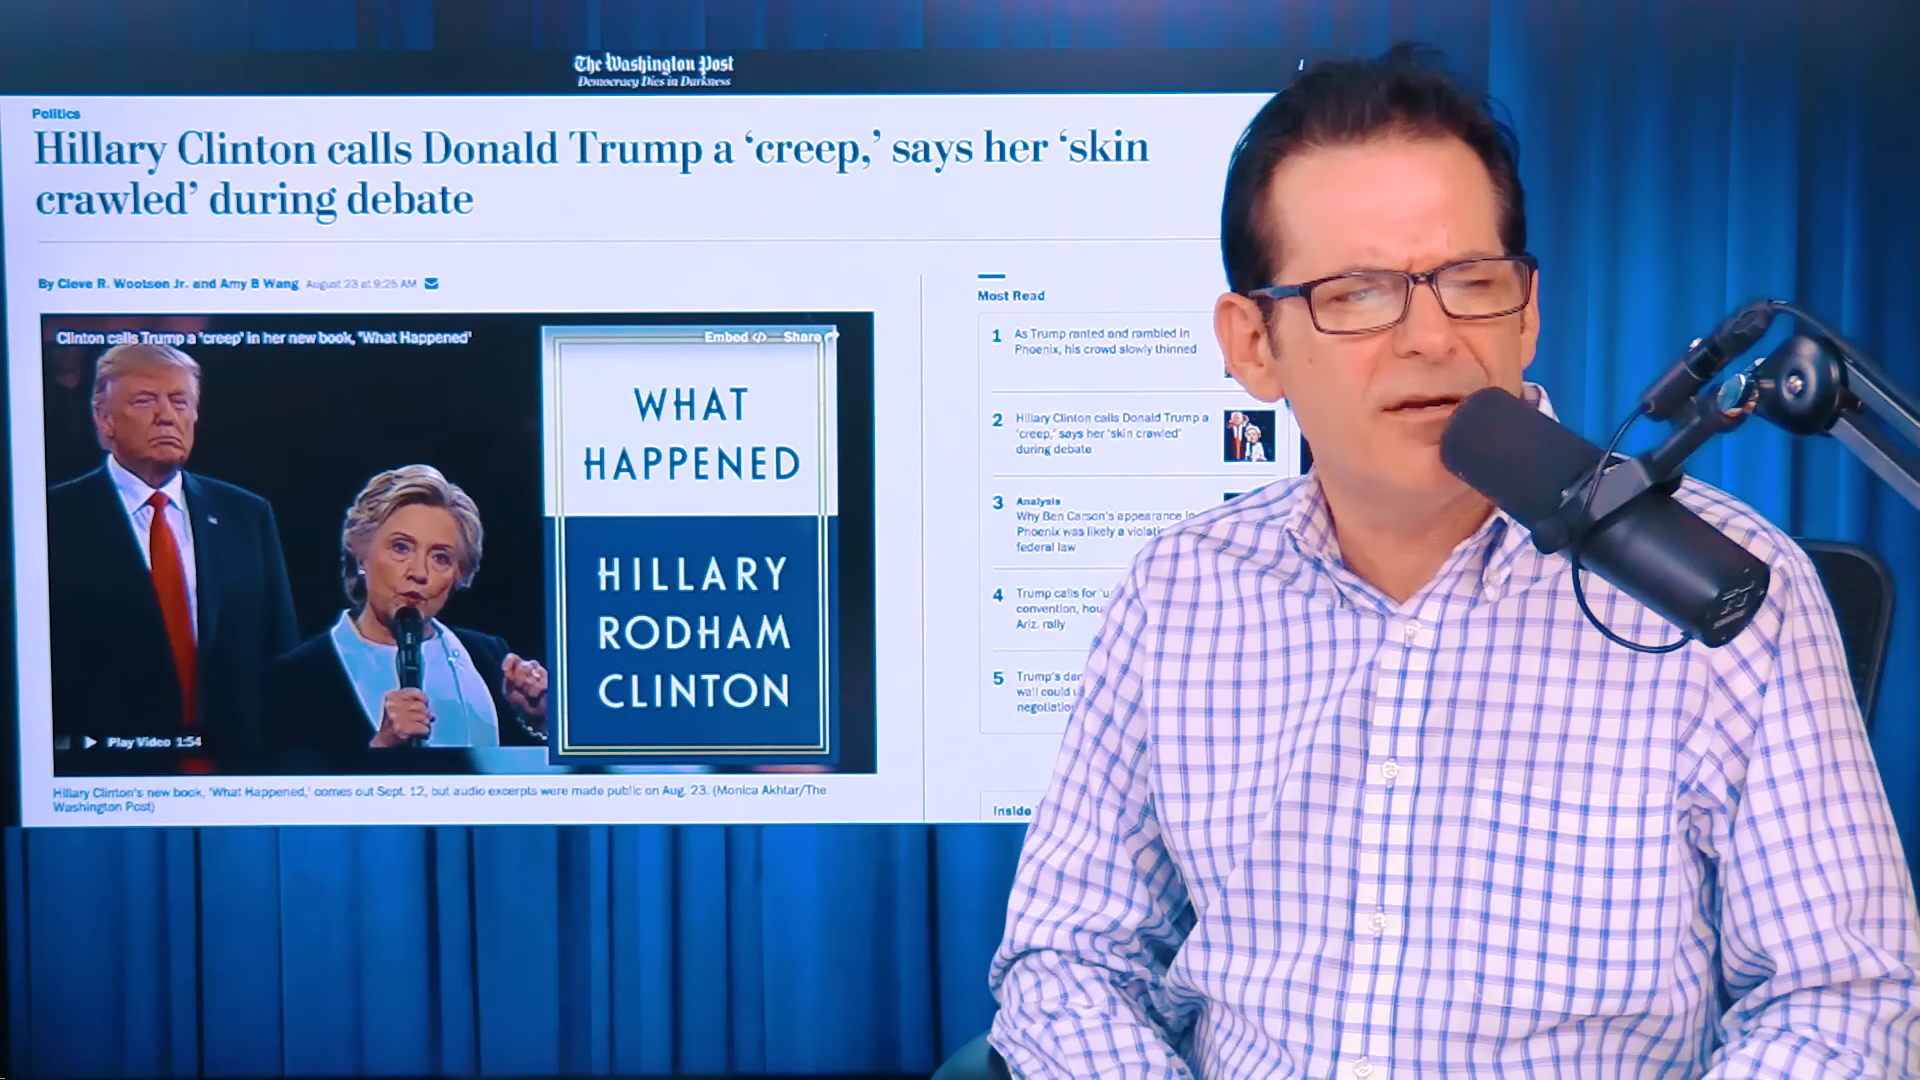 The Washington Post
Democracy Dies in Darkness
Politics
Hillary Clinton calls Donald Trump a ‘creep,’ says her ‘skin
crawled’ during debate
By Cleve R. Wootson Jr. and Amy B Wang August 23 at 9:25 AM
Clinton calls Trump a 'creep' in her new book, 'What Happened'
Embed </> Share
WHAT
HAPPENED
HILLARY
RODHAM
CLINTON
Play Video 1:54
Hillary Clinton's new book, 'What Happened,' comes out Sept. 12, but audio excerpts were made public on Aug. 23. (Monica Akhtar/The
Washington Post)
Most Read
1 As Trump ranted and rambled in
Phoenix, his crowd slowly thinned
2 Hillary Clinton calls Donald Trump a
‘creep,’ says her ‘skin crawled’
during debate
3 Analysis
Why Ben Carson's appearance in
Phoenix was likely a
federal law
4 Trump calls for
convention,
Ariz. rally
5 Trump's
wall could
Inside